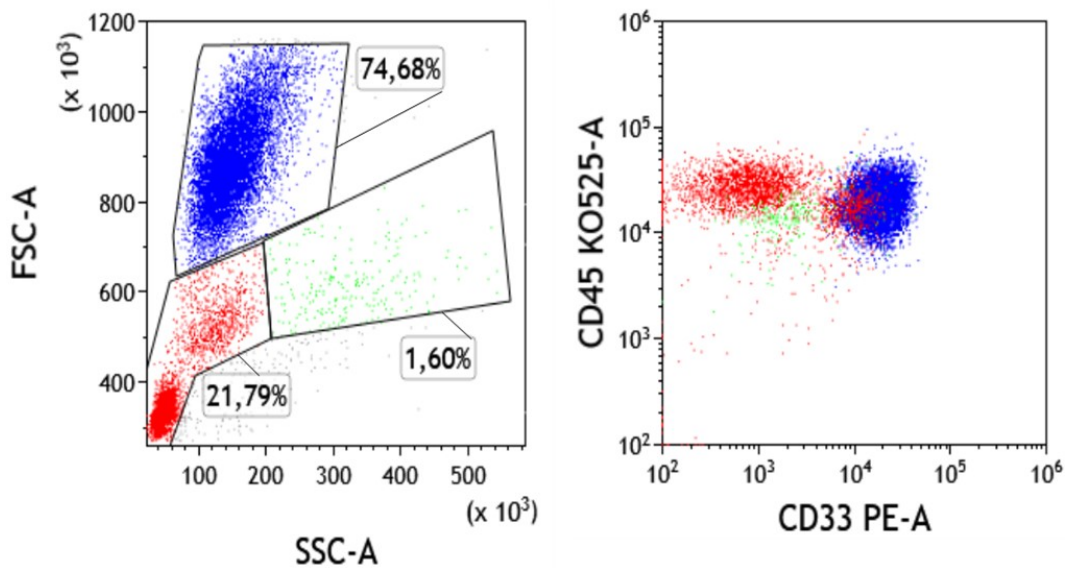 1200
1000
800
600
400
(x 10³)
FSC-A
74,68%
1,60%
21,79%
100 200 300 400 500
(x 10³)
SSC-A
10⁶
10⁵
10⁴
10³
10²
CD45 KO525-A
10² 10³ 10⁴ 10⁵ 10⁶
CD33 PE-A